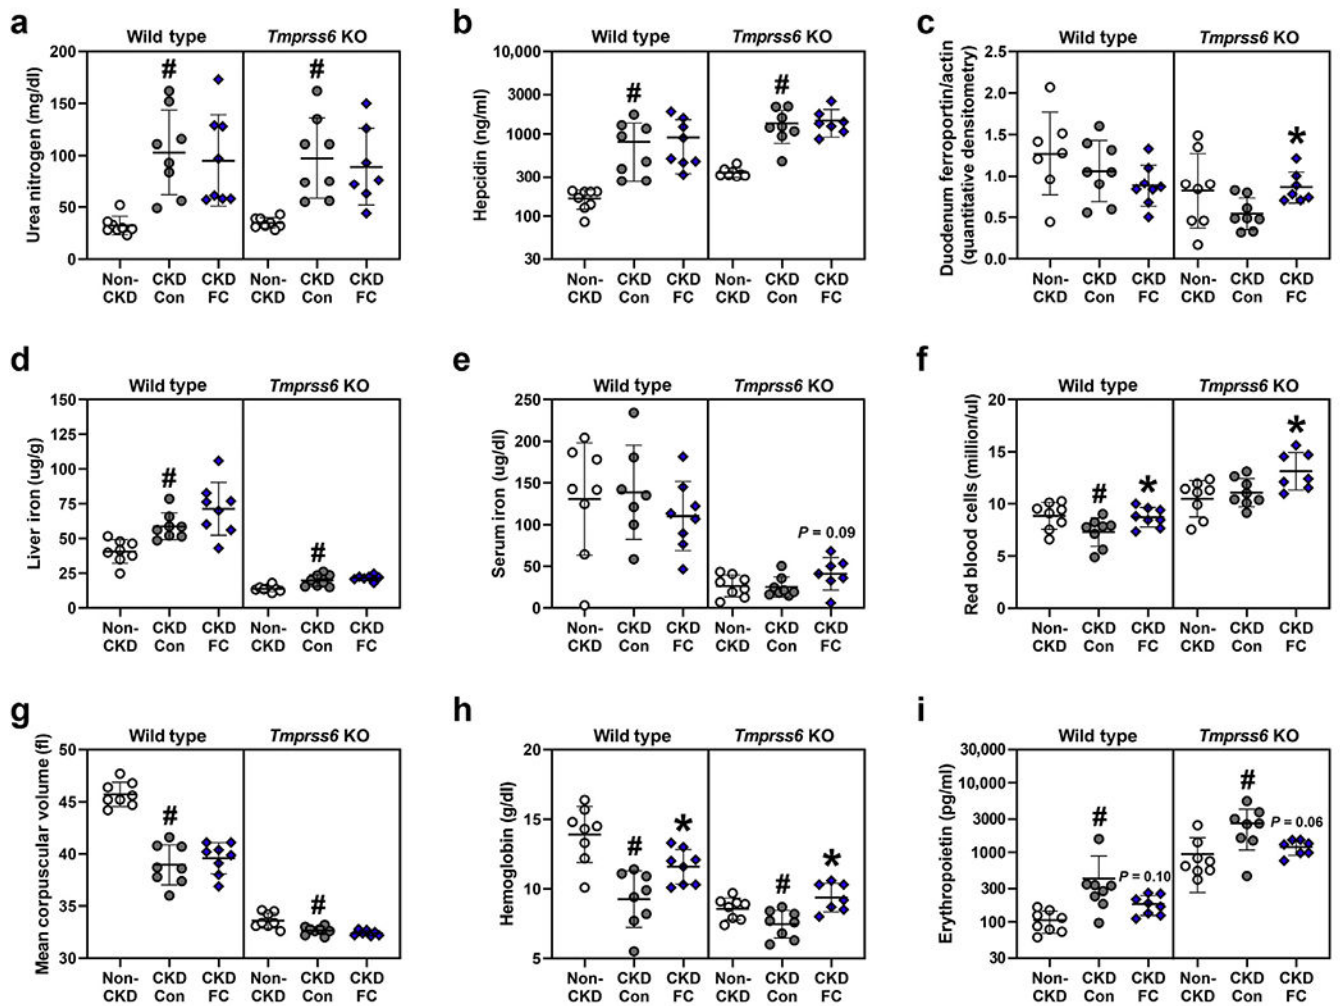 a
Wild type
Tmprss6 KO
Urea nitrogen (mg/dl)
200
150
100
50
0
#
#
Non-
CKD
CKD
Con
CKD
FC
Non-
CKD
CKD
Con
CKD
FC
b
Wild type
Tmprss6 KO
Hepcidin (ng/ml)
10,000
3000
1000
300
100
30
#
#
Non-
CKD
CKD
Con
CKD
FC
Non-
CKD
CKD
Con
CKD
FC
c
Wild type
Tmprss6 KO
Duodenum ferroportin/actin
(quantitative densitometry)
2.5
2.0
1.5
1.0
0.5
0.0
*
Non-
CKD
CKD
Con
CKD
FC
Non-
CKD
CKD
Con
CKD
FC
d
Wild type
Tmprss6 KO
Liver iron (ug/g)
150
125
100
75
50
25
0
#
#
Non-
CKD
CKD
Con
CKD
FC
Non-
CKD
CKD
Con
CKD
FC
e
Wild type
Tmprss6 KO
Serum iron (ug/dl)
250
200
150
100
50
0
P = 0.09
Non-
CKD
CKD
Con
CKD
FC
Non-
CKD
CKD
Con
CKD
FC
f
Wild type
Tmprss6 KO
Red blood cells (million/ul)
20
15
10
5
0
#
*
*
Non-
CKD
CKD
Con
CKD
FC
Non-
CKD
CKD
Con
CKD
FC
g
Wild type
Tmprss6 KO
Mean corpuscular volume (fl)
50
45
40
35
30
#
#
Non-
CKD
CKD
Con
CKD
FC
Non-
CKD
CKD
Con
CKD
FC
h
Wild type
Tmprss6 KO
Hemoglobin (g/dl)
20
15
10
5
#
*
#
*
Non-
CKD
CKD
Con
CKD
FC
Non-
CKD
CKD
Con
CKD
FC
i
Wild type
Tmprss6 KO
Erythropoietin (pg/ml)
30,000
10,000
3000
1000
300
100
30
#
P = 0.10
#
P = 0.06
Non-
CKD
CKD
Con
CKD
FC
Non-
CKD
CKD
Con
CKD
FC